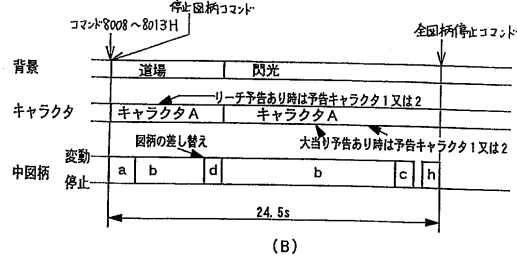 停止図柄コマンド
コマンド8008～8013H
全図柄停止コマンド
背景 道場 閃光
リーチ予告あり時は予告キャラクタ1又は2
キャラクタ キャラクタA キャラクタA
図柄の差し替え 大当り予告あり時は予告キャラクタ1又は2
変動
中図柄 a b d b c h
停止
24.5s
(B)